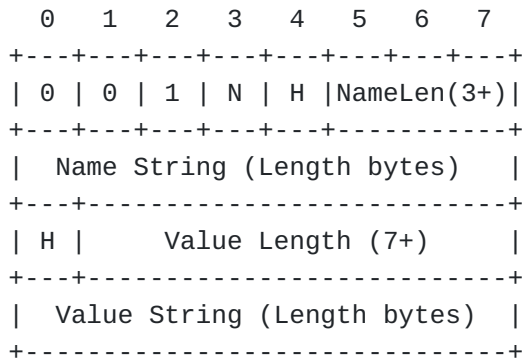 0   1   2   3   4   5   6   7
+---+---+---+---+---+---+---+---+
| 0 | 0 | 1 | N | H |NameLen(3+)|
+---+---+---+---+---+-----------+
|  Name String (Length bytes)   |
+---+---------------------------+
| H |     Value Length (7+)     |
+---+---------------------------+
|  Value String (Length bytes)  |
+-------------------------------+